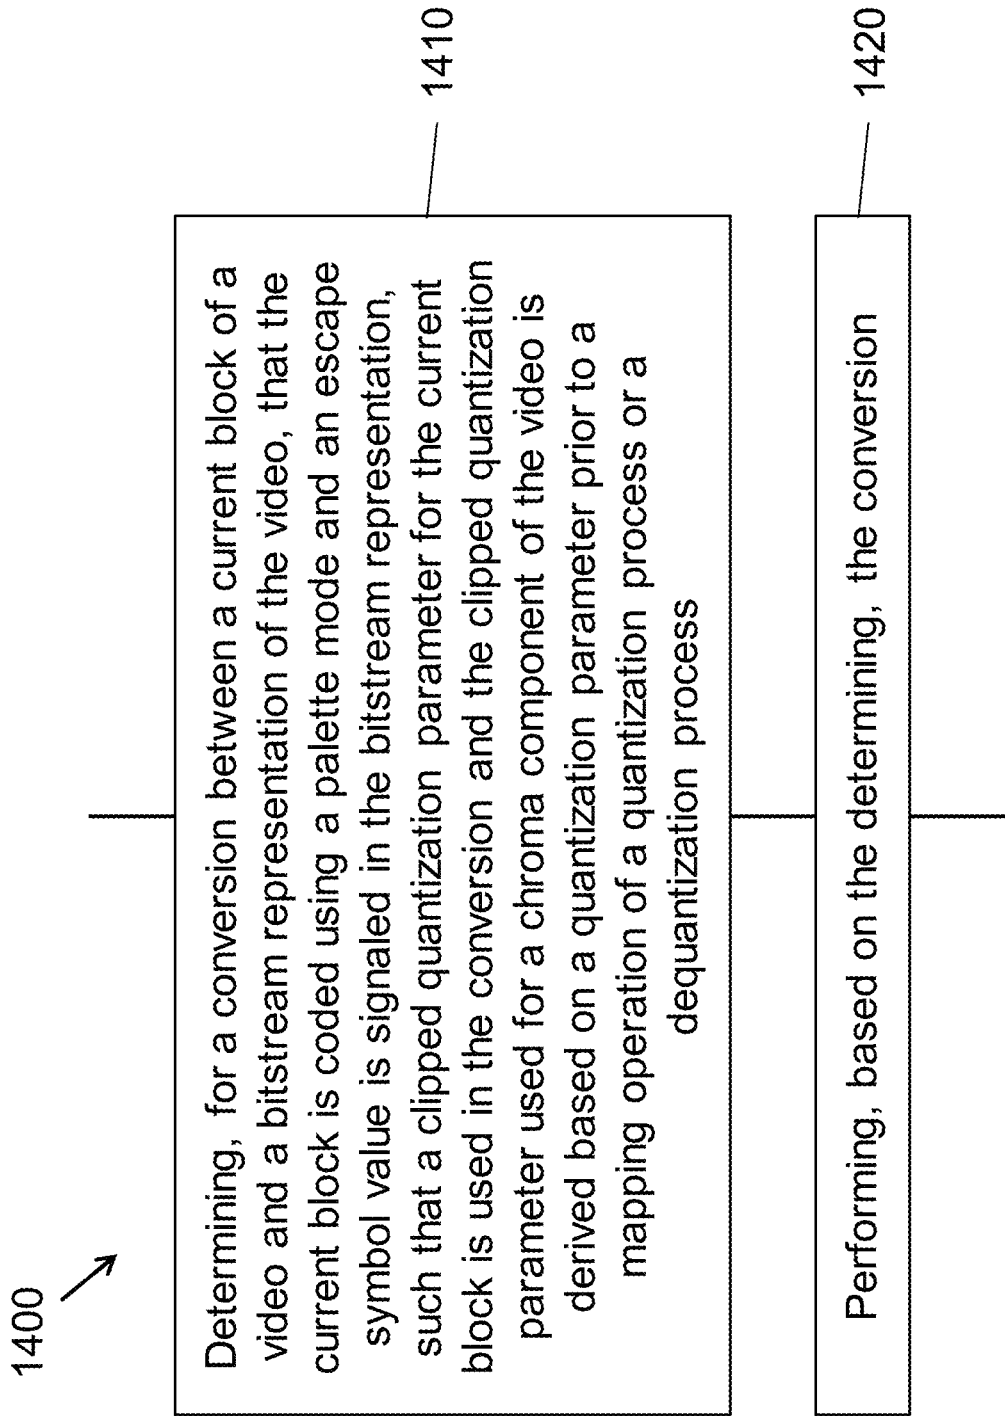 1400
Determining, for a conversion between a current block of a
video and a bitstream representation of the video, that the
current block is coded using a palette mode and an escape
symbol value is signaled in the bitstream representation,
such that a clipped quantization parameter for the current
block is used in the conversion and the clipped quantization
parameter used for a chroma component of the video is
derived based on a quantization parameter prior to a
mapping operation of a quantization process or a
dequantization process
1410
Performing, based on the determining, the conversion
1420